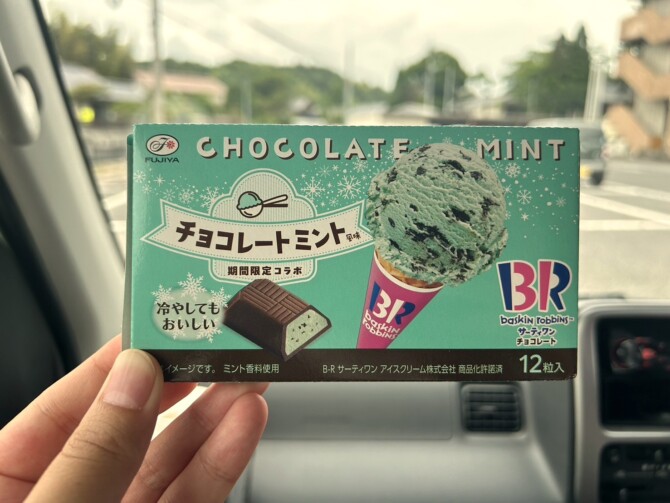 FUJIYA
CHOCOLATE MINT
チョコレートミント風味
期間限定コラボ
冷やしても
おいしい
BR
baskin robbins
BR
baskin robbins
サーティワン
チョコレート
イメージです。 ミント香料使用
B-R サーティワン アイスクリーム株式会社 商品化許諾済
12粒入